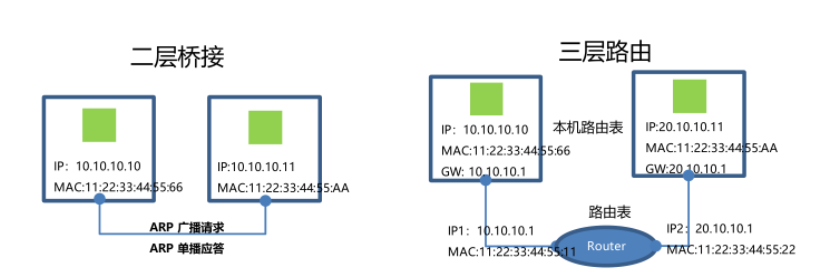 二层桥接
IP：10.10.10.10
MAC:11:22:33:44:55:66
IP:10.10.10.11
MAC:11:22:33:44:55:AA
ARP 广播请求
ARP 单播应答
三层路由
IP：10.10.10.10
MAC:11:22:33:44:55:66
GW: 10.10.10.1
本机路由表
IP:20.10.10.11
MAC:11:22:33:44:55:AA
GW:20.10.10.1
路由表
IP1：10.10.10.1
MAC:11:22:33:44:55:11
Router
IP2：20.10.10.1
MAC:11:22:33:44:55:22